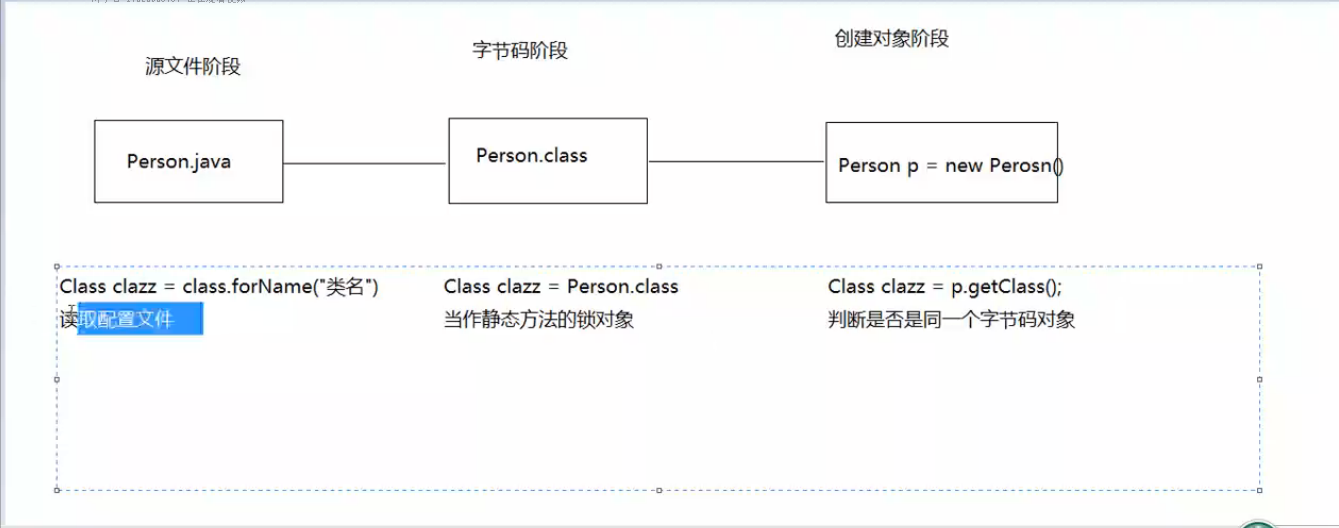 源文件阶段
字节码阶段
创建对象阶段
Person.java
Person.class
Person p = new Perosn()
Class clazz = class.forName("类名")
读取配置文件
Class clazz = Person.class
当作静态方法的锁对象
Class clazz = p.getClass();
判断是否是同一个字节码对象